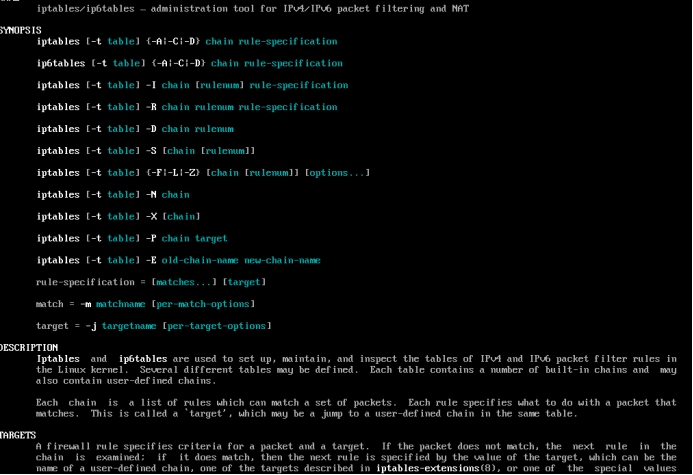 iptables/ip6tables — administration tool for IPv4/IPv6 packet filtering and NAT
SYNOPSIS
iptables [-t table] {-A|-C|-D} chain rule-specification
ip6tables [-t table] {-A|-C|-D} chain rule-specification
iptables [-t table] -I chain [rulenum] rule-specification
iptables [-t table] -R chain rulenum rule-specification
iptables [-t table] -D chain rulenum
iptables [-t table] -S [chain [rulenum]]
iptables [-t table] {-F|-L|-Z} [chain [rulenum]] [options...]
iptables [-t table] -N chain
iptables [-t table] -X [chain]
iptables [-t table] -P chain target
iptables [-t table] -E old-chain-name new-chain-name
rule-specification = [matches...] [target]
match = -m matchname [per-match-options]
target = -j targetname [per-target-options]
DESCRIPTION
Iptables and ip6tables are used to set up, maintain, and inspect the tables of IPv4 and IPv6 packet filter rules in
the Linux kernel. Several different tables may be defined. Each table contains a number of built-in chains and may
also contain user-defined chains.
Each chain is a list of rules which can match a set of packets. Each rule specifies what to do with a packet that
matches. This is called a `target', which may be a jump to a user-defined chain in the same table.
TARGETS
A firewall rule specifies criteria for a packet and a target. If the packet does not match, the next rule in the
chain is examined; if it does match, then the next rule is specified by the value of the target, which can be the
name of a user-defined chain, one of the targets described in iptables-extensions(8), or one of the special values